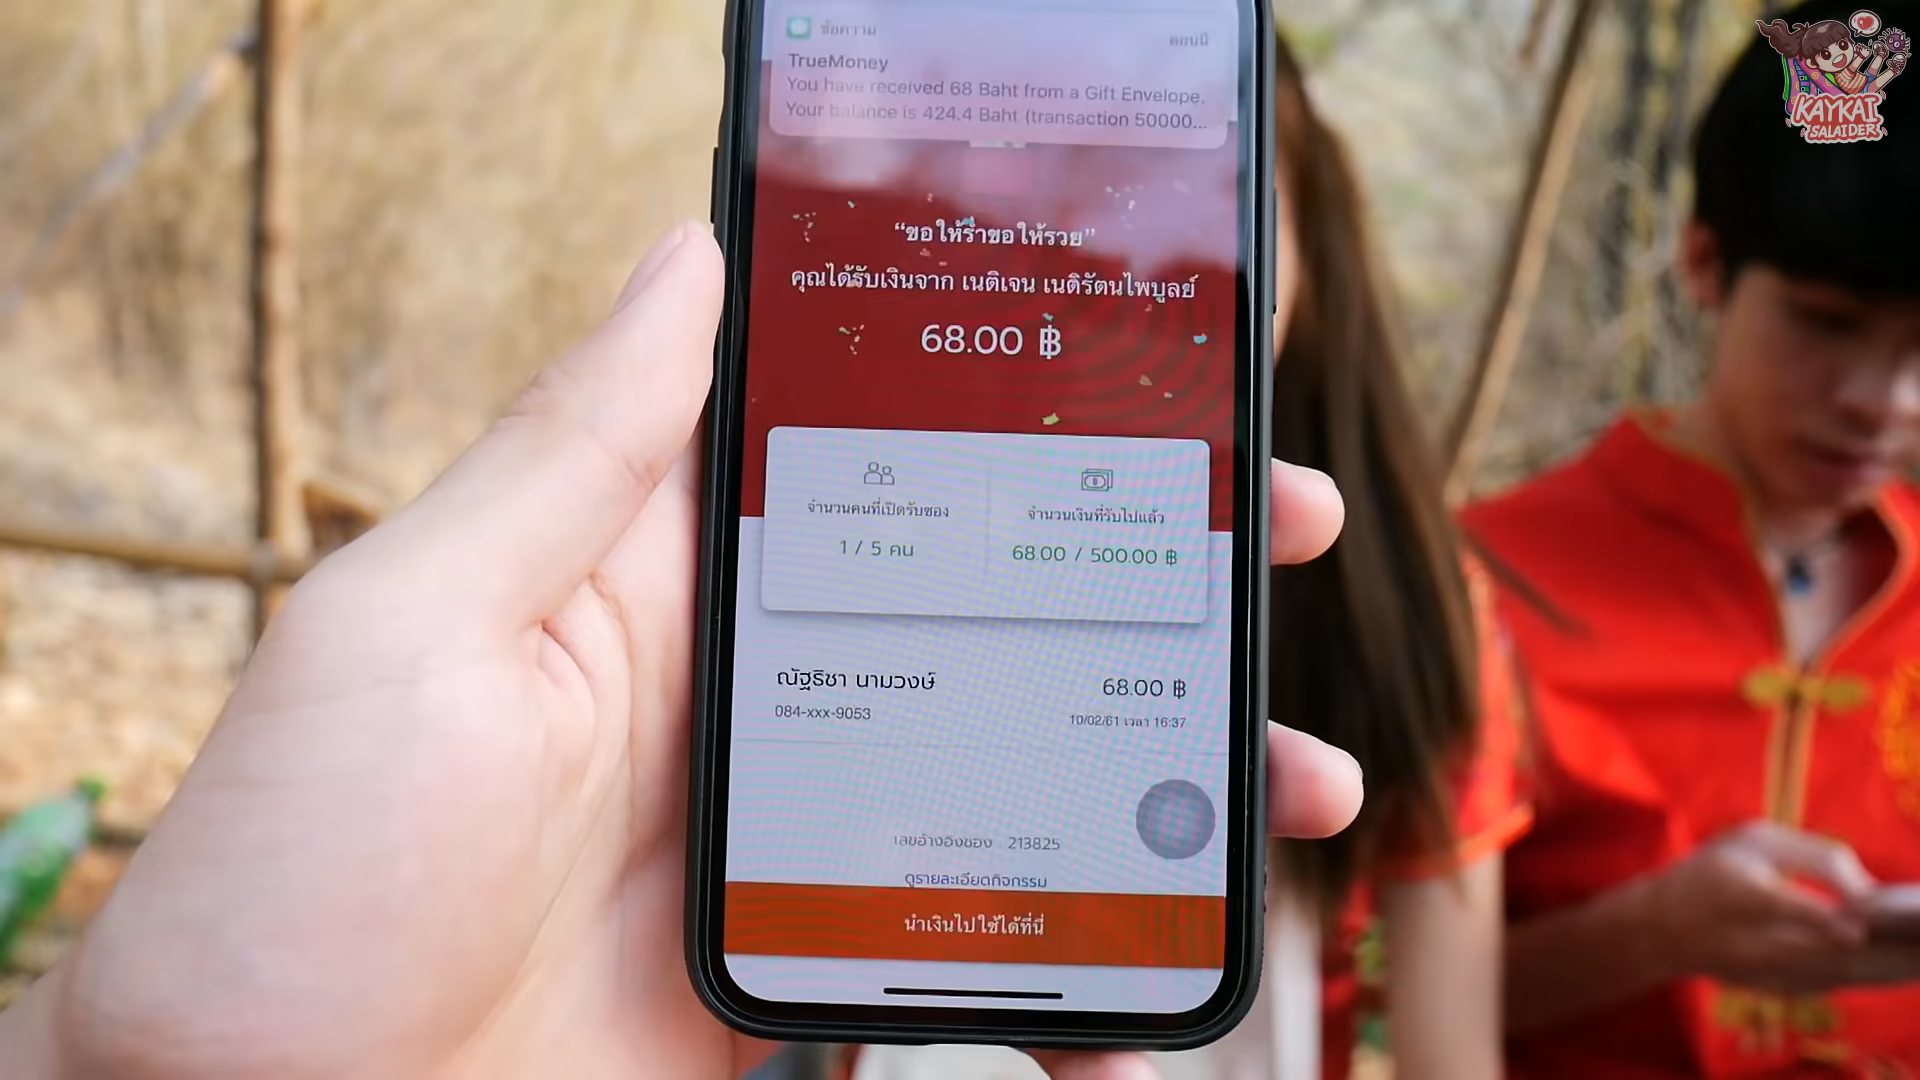 ข้อความ
ตอนนี้
TrueMoney
You have received 68 Baht from a Gift Envelope.
Your balance is 424.4 Baht (transaction 50000...
“ขอให้ร่ำขอให้รวย”
คุณได้รับเงินจาก เนติเจน เนติรัตนไพบูลย์
68.00 ฿
จำนวนคนที่เปิดรับซอง
จำนวนเงินที่รับไปแล้ว
1 / 5 คน
68.00 / 500.00 ฿
ณัฐธิชา นามวงษ์
68.00 ฿
084-xxx-9053
10/02/61 เวลา 16:37
เลขอ้างอิงซอง 213825
ดูรายละเอียดกิจกรรม
นำเงินไปใช้ได้ที่นี่
KAYKAI
SALAIDER